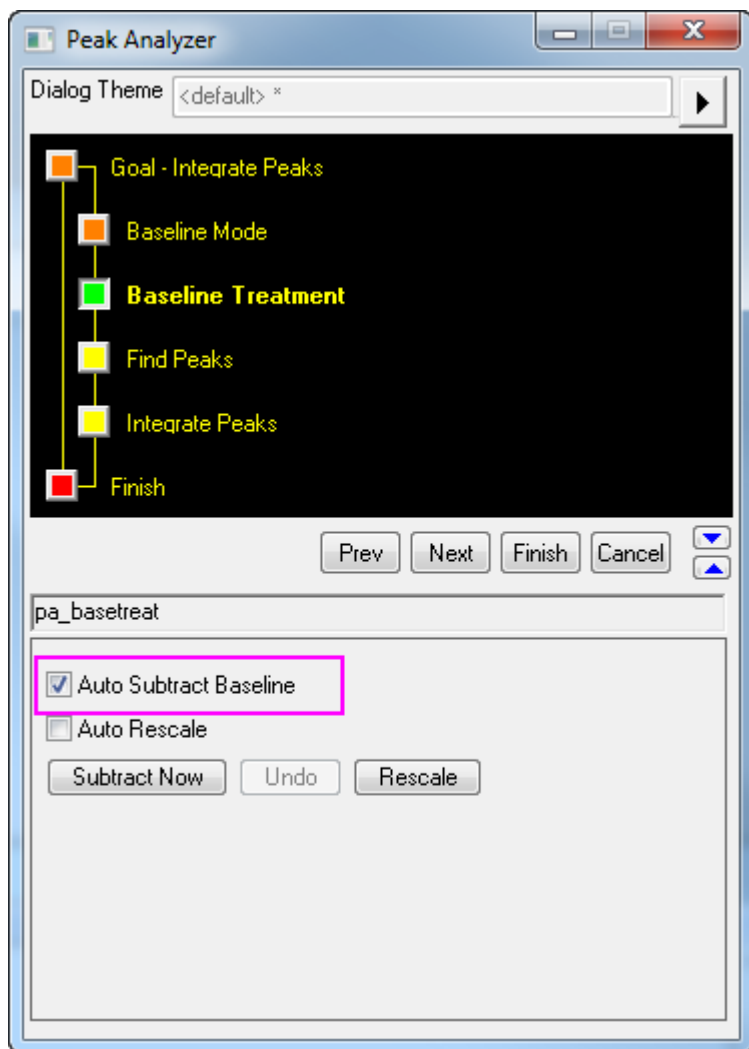 Peak Analyzer
Dialog Theme <default> *
Goal - Integrate Peaks
Baseline Mode
Baseline Treatment
Find Peaks
Integrate Peaks
Finish
Prev Next Finish Cancel
pa_basetreat
Auto Subtract Baseline
Auto Rescale
Subtract Now Undo Rescale